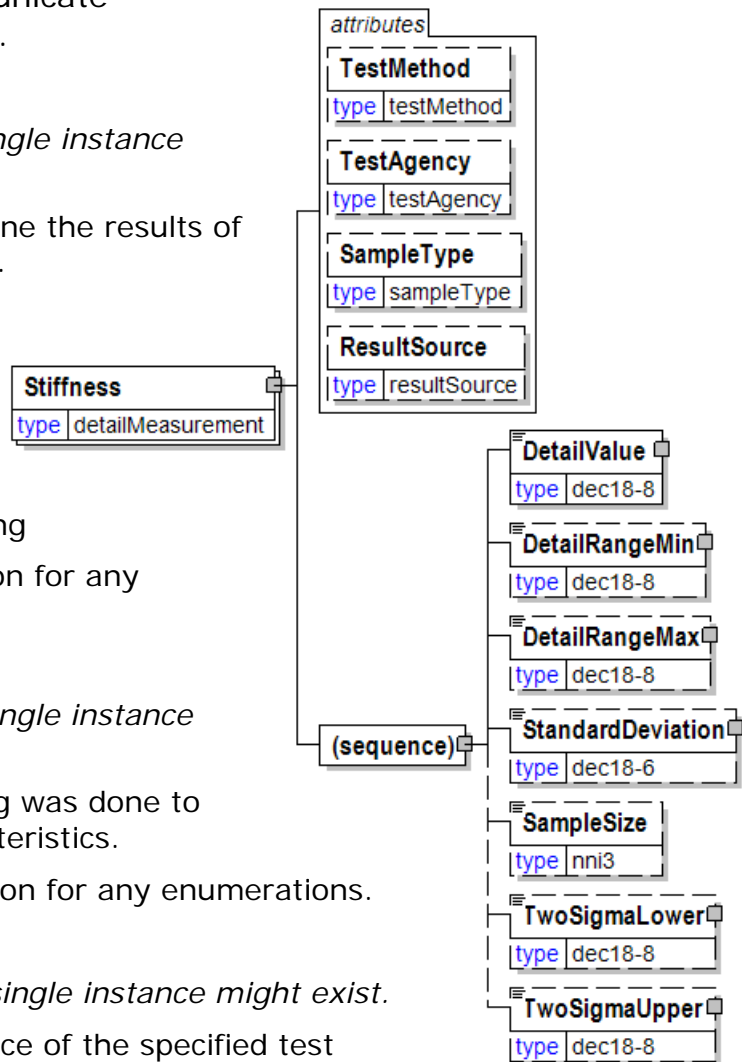 unicate
.
ngle instance
ne the results of
.
ng
on for any
ngle instance
g was done to
teristics.
on for any enumerations.
single instance might exist.
ce of the specified test
attributes
TestMethod
type testMethod
TestAgency
type testAgency
SampleType
type sampleType
ResultSource
type resultSource
Stiffness
type detailMeasurement
(sequence)
DetailValue
type dec18-8
DetailRangeMin
type dec18-8
DetailRangeMax
type dec18-8
StandardDeviation
type dec18-6
SampleSize
type nni3
TwoSigmaLower
type dec18-8
TwoSigmaUpper
type dec18-8